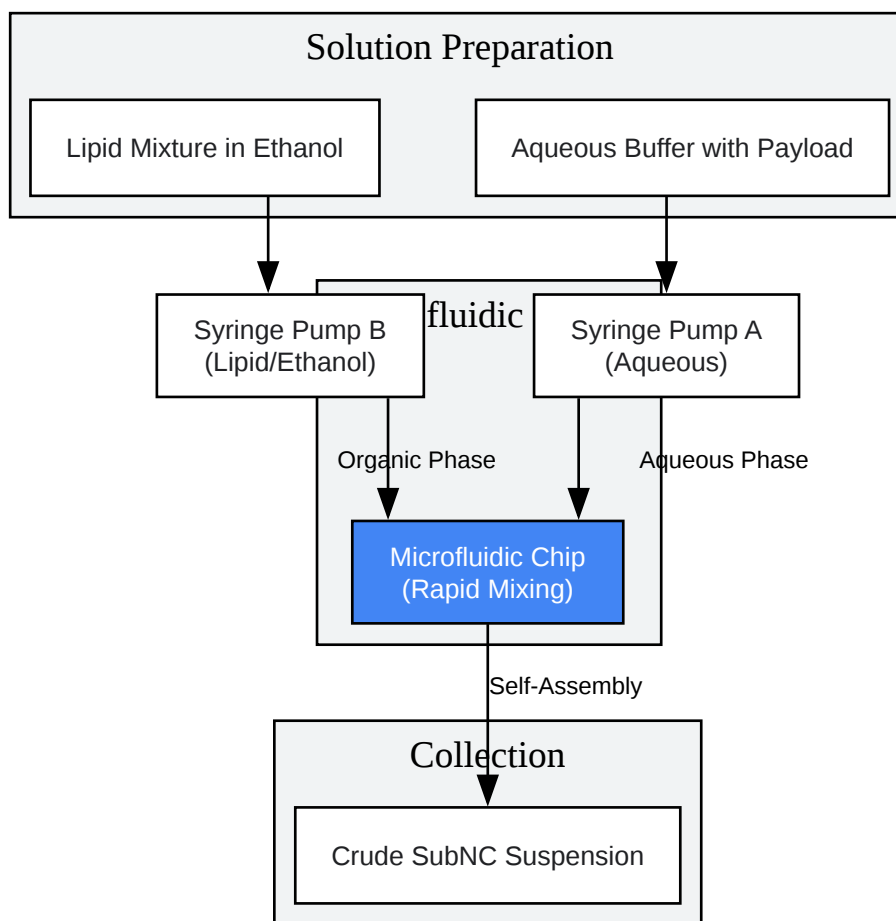 Solution Preparation
Lipid Mixture in Ethanol
Aqueous Buffer with Payload
Syringe Pump B
(Lipid/Ethanol)
fluidic
Syringe Pump A
(Aqueous)
Organic Phase
Aqueous Phase
Microfluidic Chip
(Rapid Mixing)
Self-Assembly
Collection
Crude SubNC Suspension